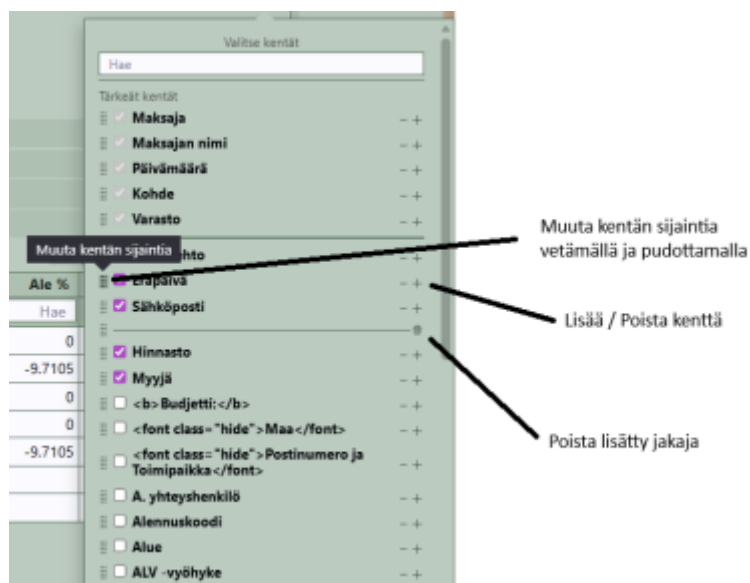 Valitse kentät
Hae
Tärkeät kentät
Maksaja
Maksajan nimi
Päivämäärä
Kohde
Varasto
Muuta kentän sijaintia
Eräpäivä
Sähköposti
Hinnasto
Myyjä
<b>Budjetti:</b>
<font class="hide">Maa</font>
<font class="hide">Postinumero ja
Toimipaikka</font>
A. yhteyshenkilö
Alennuskoodi
Alue
ALV -vyöhyke
Ale %
Hae
0
-9.7105
0
0
-9.7105
Muuta kentän sijaintia
vetämällä ja pudottamalla
Lisää / Poista kenttä
Poista lisätty jakaja